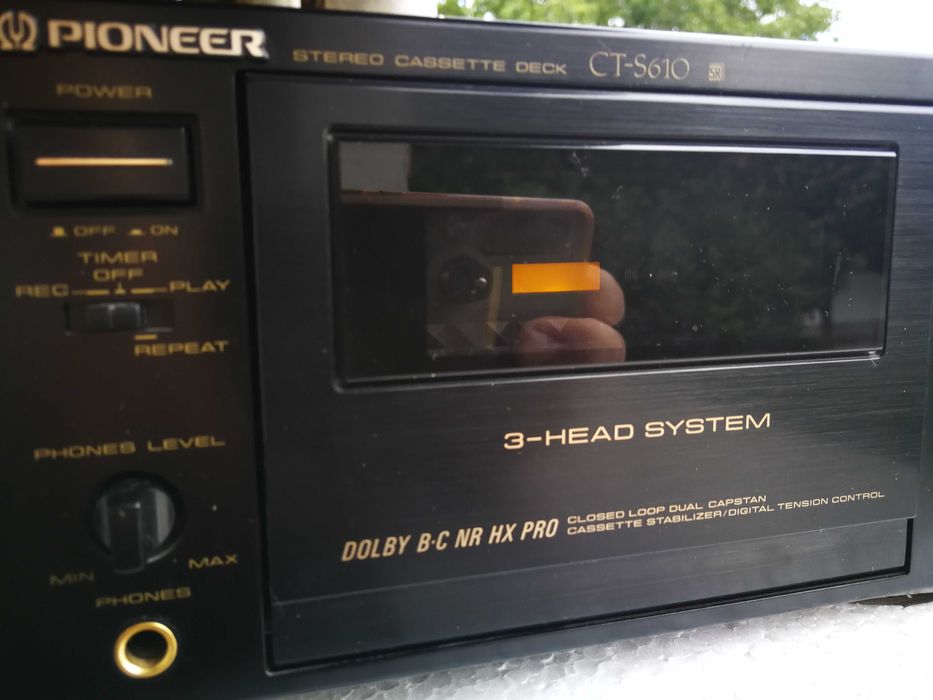 PIONEER
STEREO CASSETTE DECK CT-S610 SR
POWER
OFF ON
TIMER
OFF
REC PLAY
REPEAT
PHONES LEVEL
MIN MAX
PHONES
3-HEAD SYSTEM
DOLBY B·C NR HX PRO
CLOSED LOOP DUAL CAPSTAN
CASSETTE STABILIZER/DIGITAL TENSION CONTROL